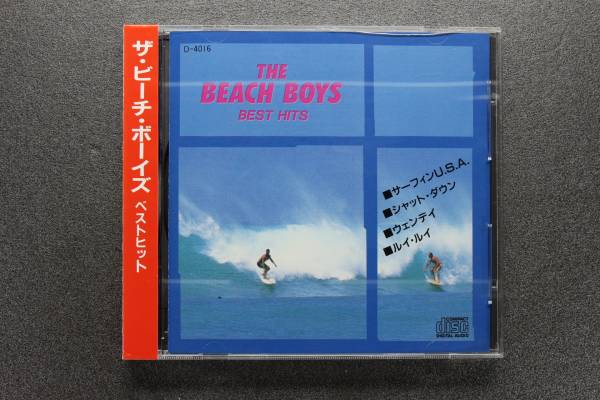 ザ・ビーチ・ボーイズ ベストヒット
D-4016
THE
BEACH BOYS
BEST HITS
■サーフィンU.S.A.
■シャット・ダウン
■ウェンディ
■ルイ・ルイ
COMPACT
disc
DIGITAL AUDIO